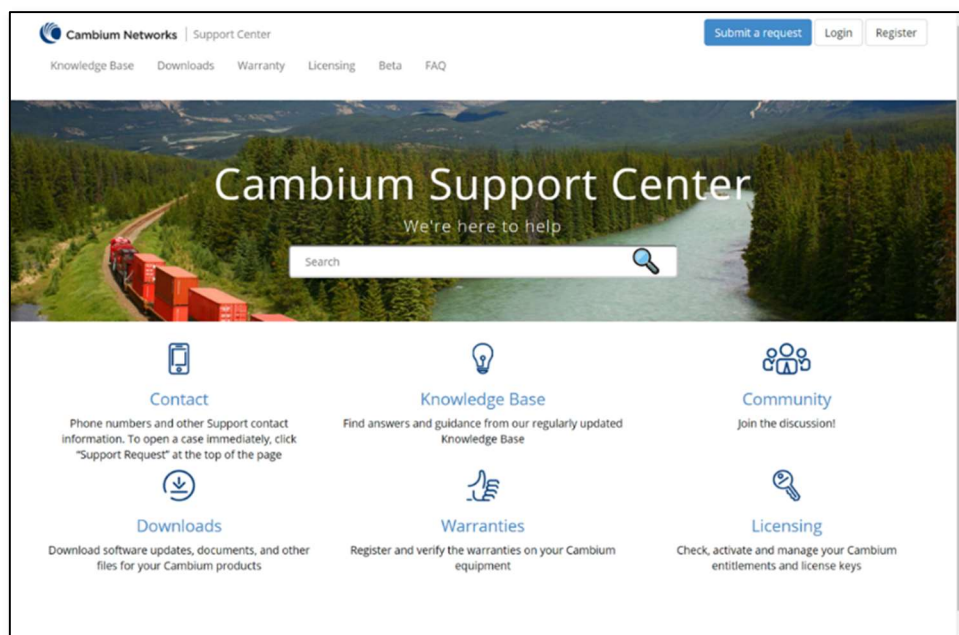 Cambium Networks | Support Center
Submit a request Login Register
Knowledge Base Downloads Warranty Licensing Beta FAQ
Cambium Support Center
We're here to help
Search
Contact
Phone numbers and other Support contact
information. To open a case immediately, click
"Support Request" at the top of the page
Knowledge Base
Find answers and guidance from our regularly updated
Knowledge Base
Community
Join the discussion!
Downloads
Download software updates, documents, and other
files for your Cambium products
Warranties
Register and verify the warranties on your Cambium
equipment
Licensing
Check, activate and manage your Cambium
entitlements and license keys